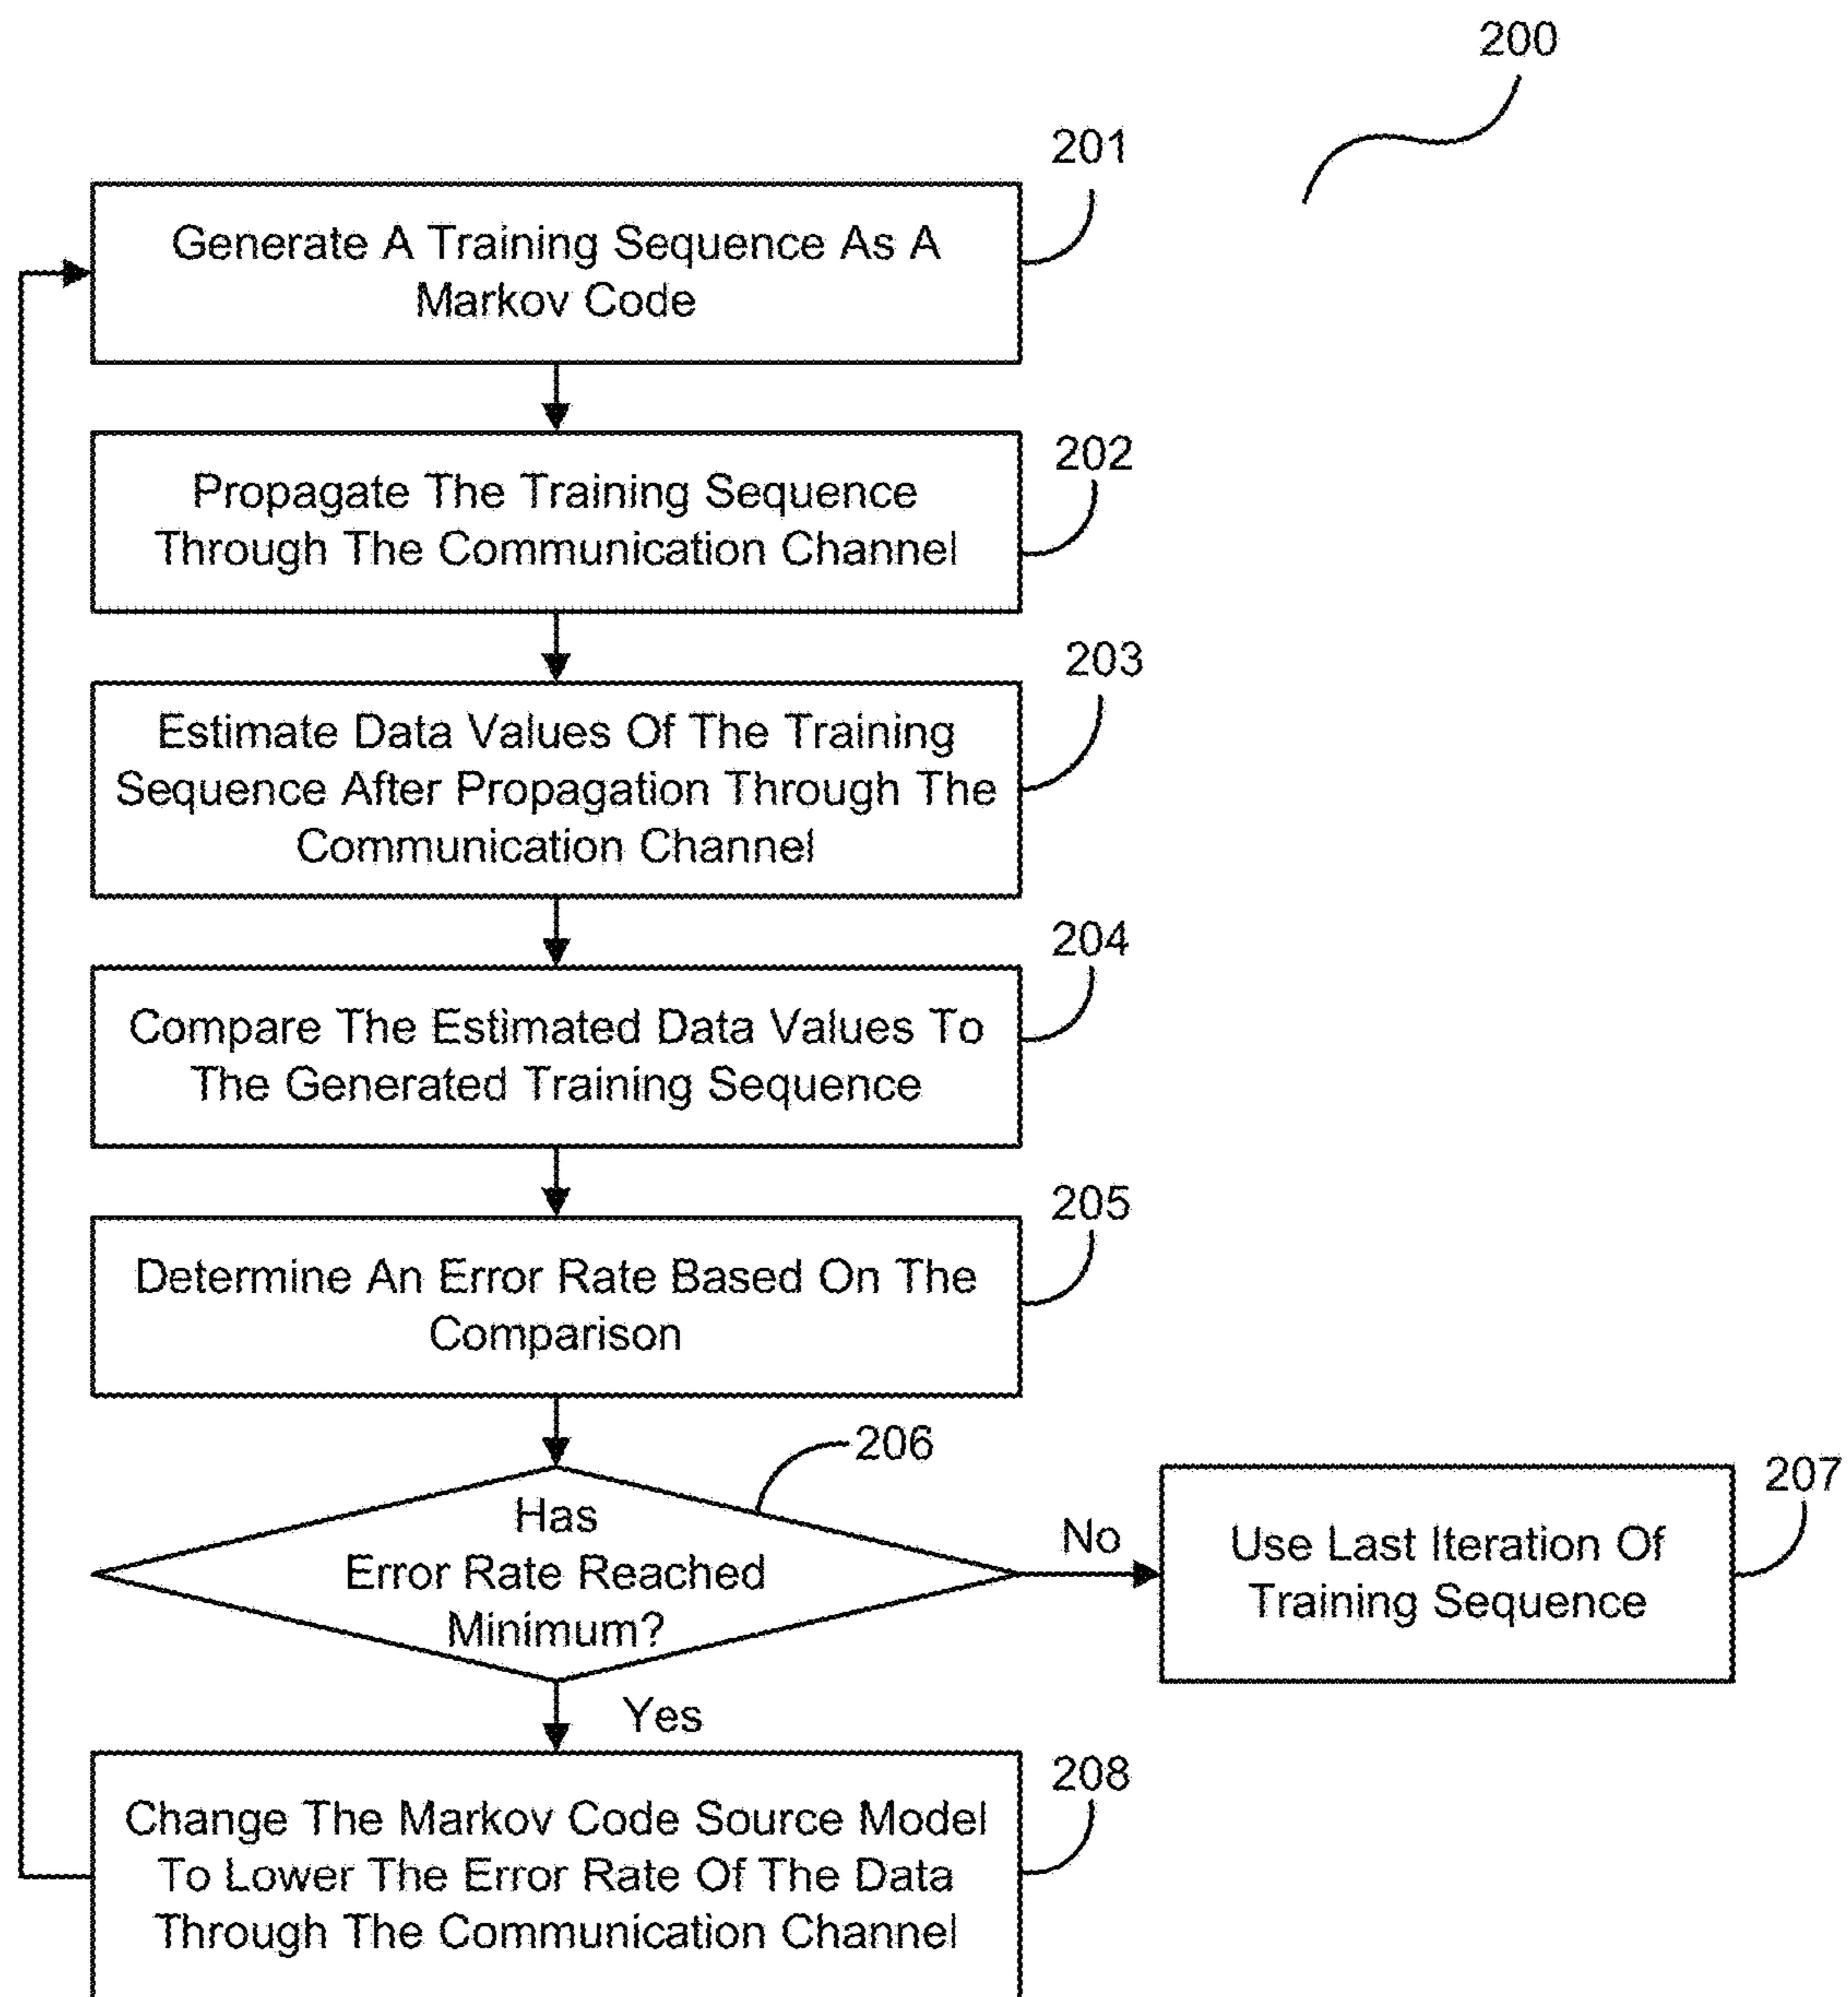 200
201
Generate A Training Sequence As A
Markov Code
202
Propagate The Training Sequence
Through The Communication Channel
203
Estimate Data Values Of The Training
Sequence After Propagation Through The
Communication Channel
204
Compare The Estimated Data Values To
The Generated Training Sequence
205
Determine An Error Rate Based On The
Comparison
206
Has
Error Rate Reached
Minimum?
No
207
Use Last Iteration Of
Training Sequence
Yes
208
Change The Markov Code Source Model
To Lower The Error Rate Of The Data
Through The Communication Channel